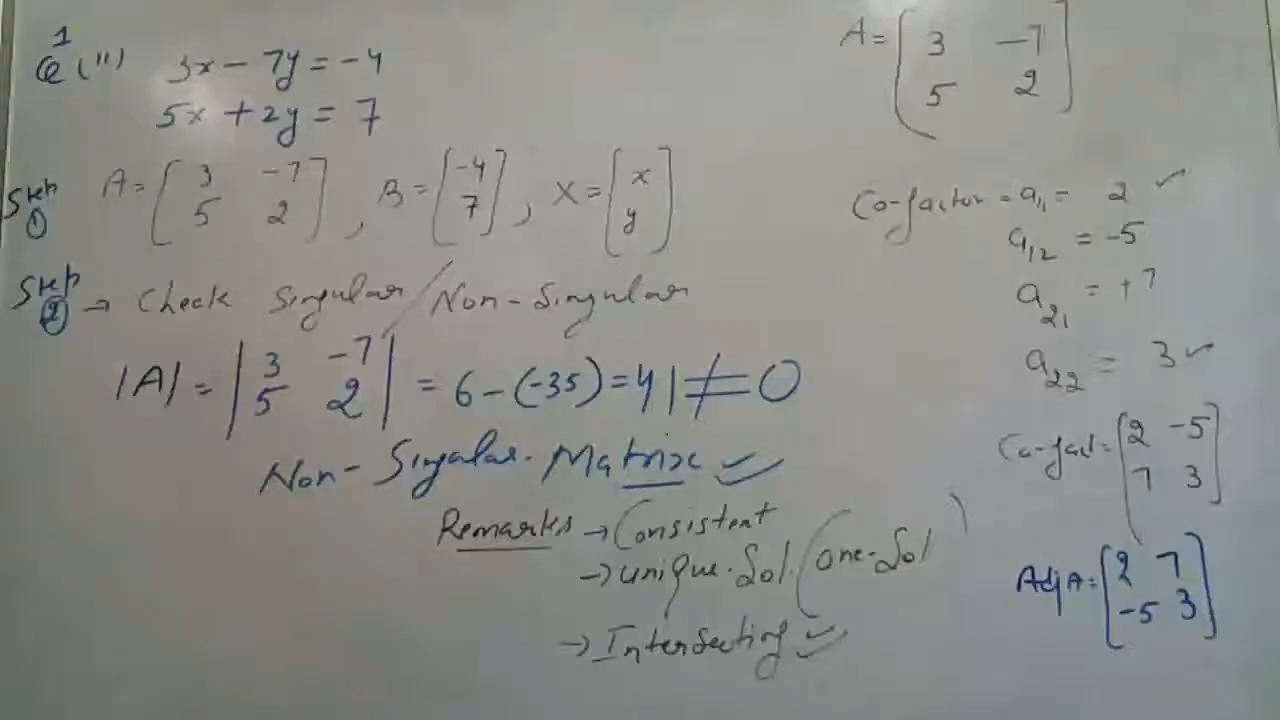 1
Q (ii) 3x - 7y = -4
5x + 2y = 7
Step ① A = [3 -7; 5 2], B = [-4; 7], X = [x; y]
Step ② → Check Singular / Non-Singular
|A| = |3 -7; 5 2| = 6 - (-35) = 41 ≠ 0
Non-Singular. Matrix ✓
Remarks → Consistent
→ unique. Sol. (one-Sol)
→ Intersecting ✓
A = [3 -7; 5 2]
Co-factor = a₁₁ = 2 ✓
a₁₂ = -5
a₂₁ = +7
a₂₂ = 3 ✓
Co-fact = [2 -5; 7 3]
Adj A = [2 7; -5 3]